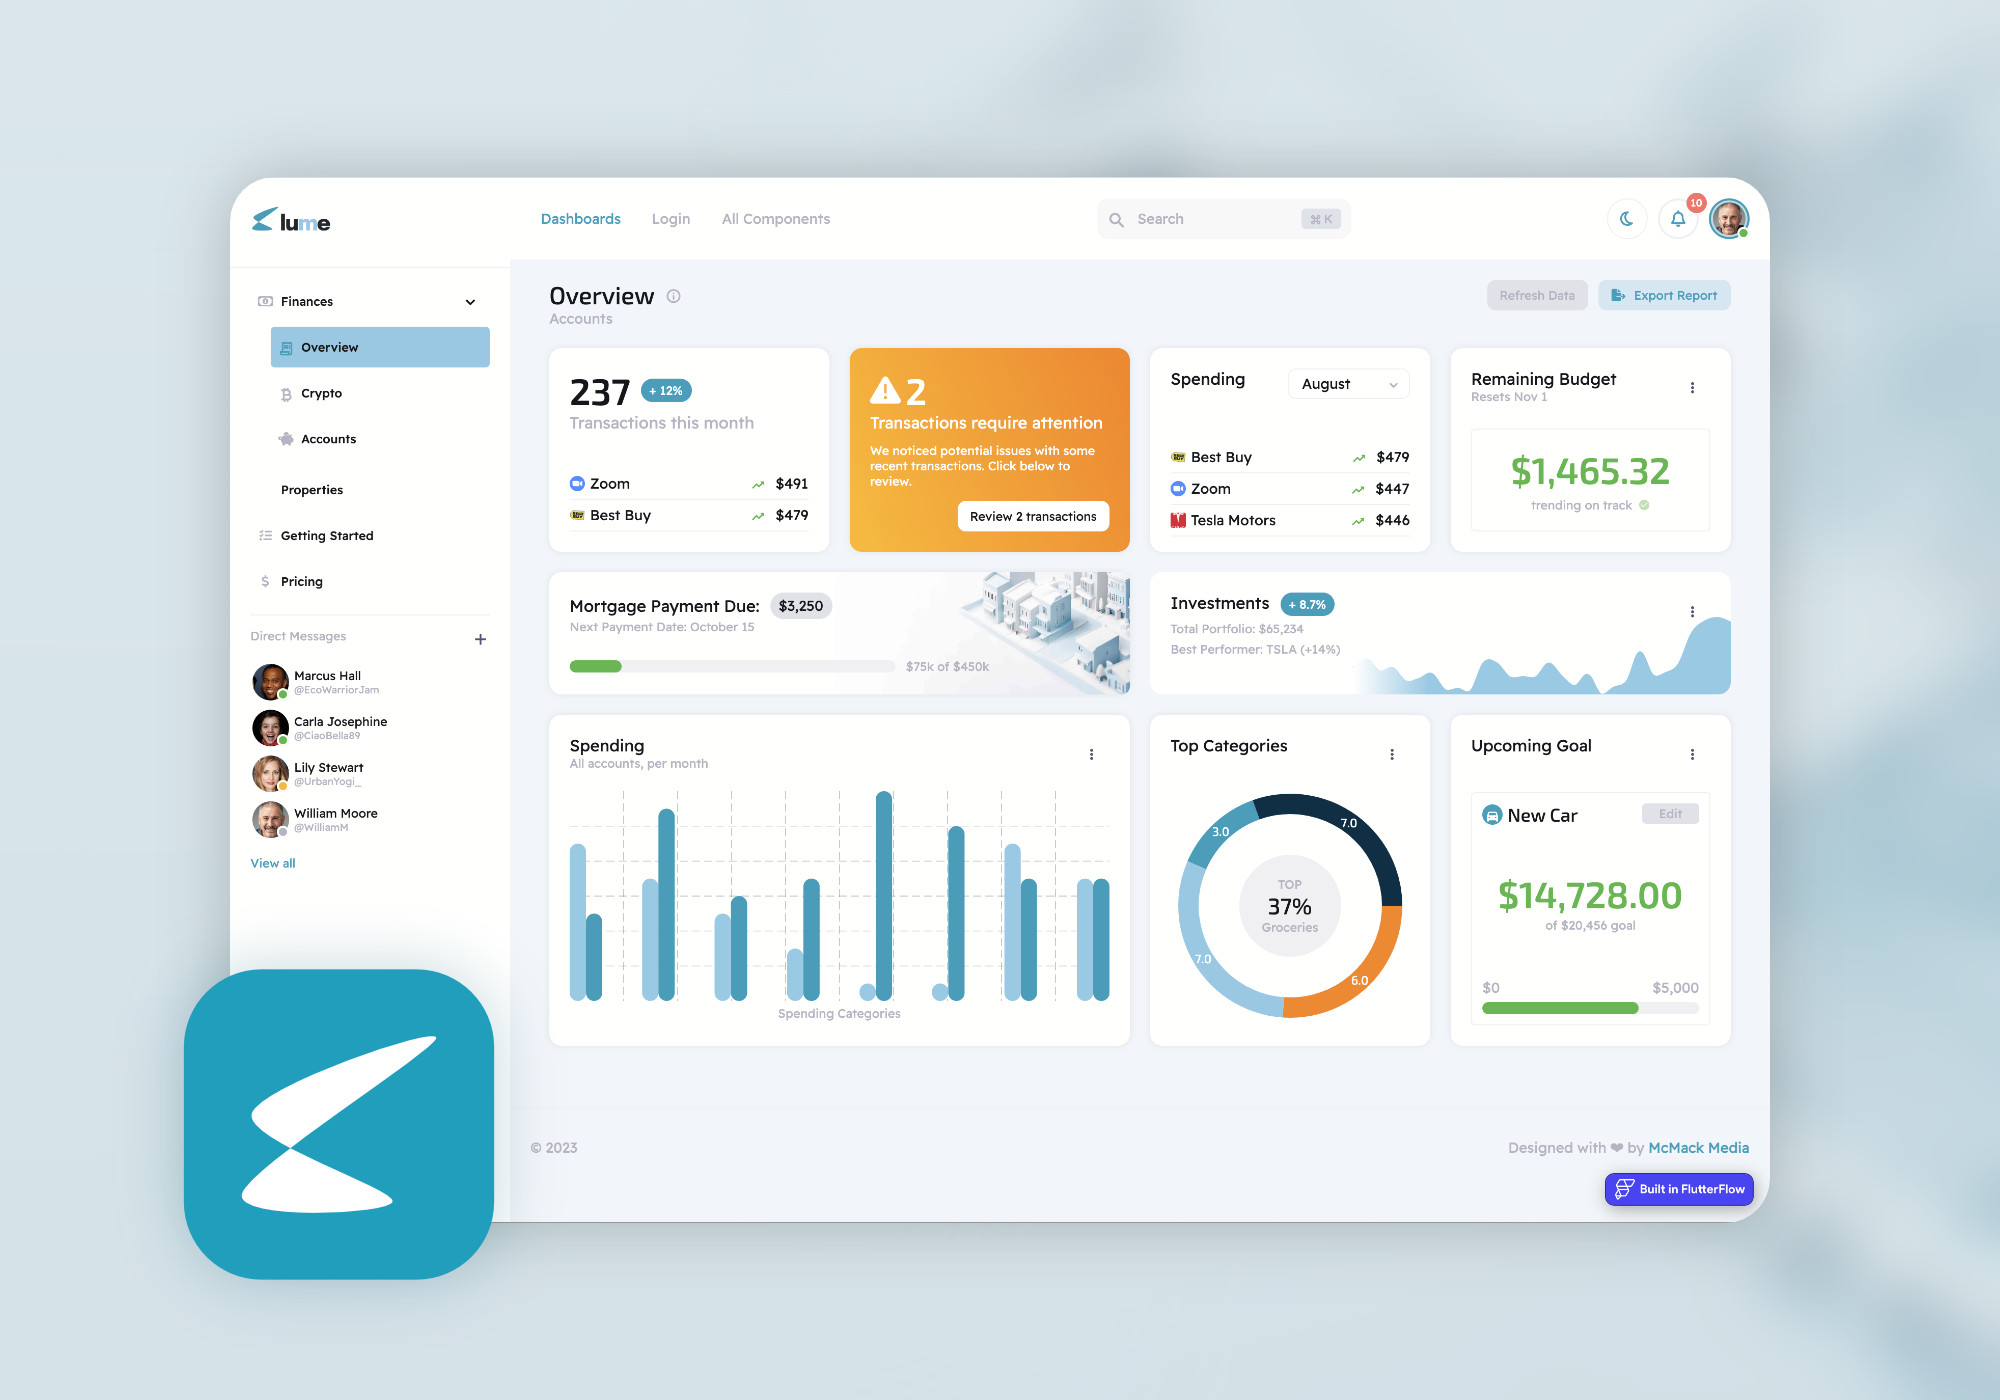 lume
Dashboards
Login
All Components
Search
⌘ K
10
Finances
Overview
Crypto
Accounts
Properties
Getting Started
Pricing
Direct Messages
+
Marcus Hall
@EcoWarriorJam
Carla Josephine
@CiaoBella89
Lily Stewart
@UrbanYogi_
William Moore
@WilliamM
View all
Overview
Accounts
Refresh Data
Export Report
237
+ 12%
Transactions this month
Zoom $491
Best Buy $479
2
Transactions require attention
We noticed potential issues with some
recent transactions. Click below to
review.
Review 2 transactions
Spending
August
Best Buy $479
Zoom $447
Tesla Motors $446
Remaining Budget
Resets Nov 1
$1,465.32
trending on track
Mortgage Payment Due: $3,250
Next Payment Date: October 15
$75k of $450k
Investments + 8.7%
Total Portfolio: $65,234
Best Performer: TSLA (+14%)
Spending
All accounts, per month
Spending Categories
Top Categories
7.0
3.0
TOP
37%
Groceries
7.0
6.0
Upcoming Goal
New Car
Edit
$14,728.00
of $20,456 goal
$0 $5,000
© 2023
Designed with ❤ by McMack Media
Built in FlutterFlow